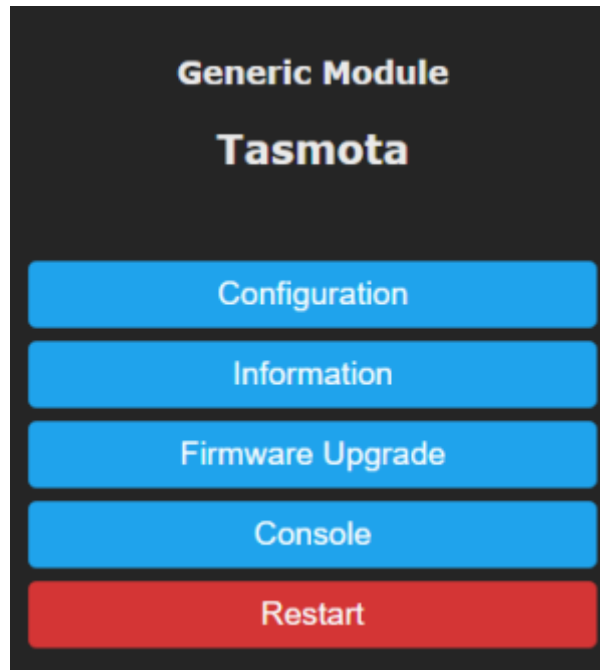 Generic Module
Tasmota
Configuration
Information
Firmware Upgrade
Console
Restart